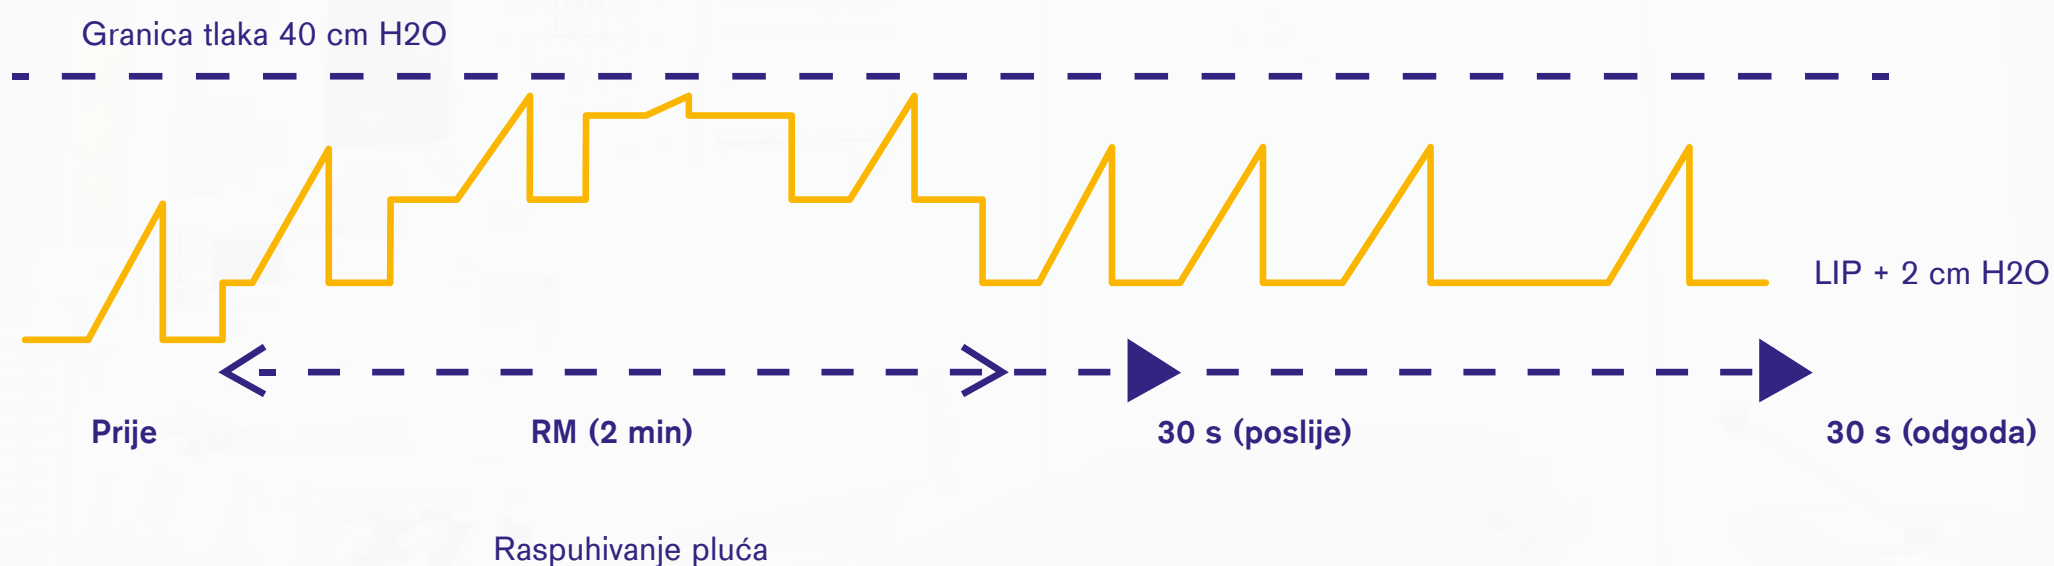 Granica tlaka 40 cm H2O
LIP + 2 cm H2O
Prije
RM (2 min)
30 s (poslije)
30 s (odgoda)
Raspuhivanje pluća